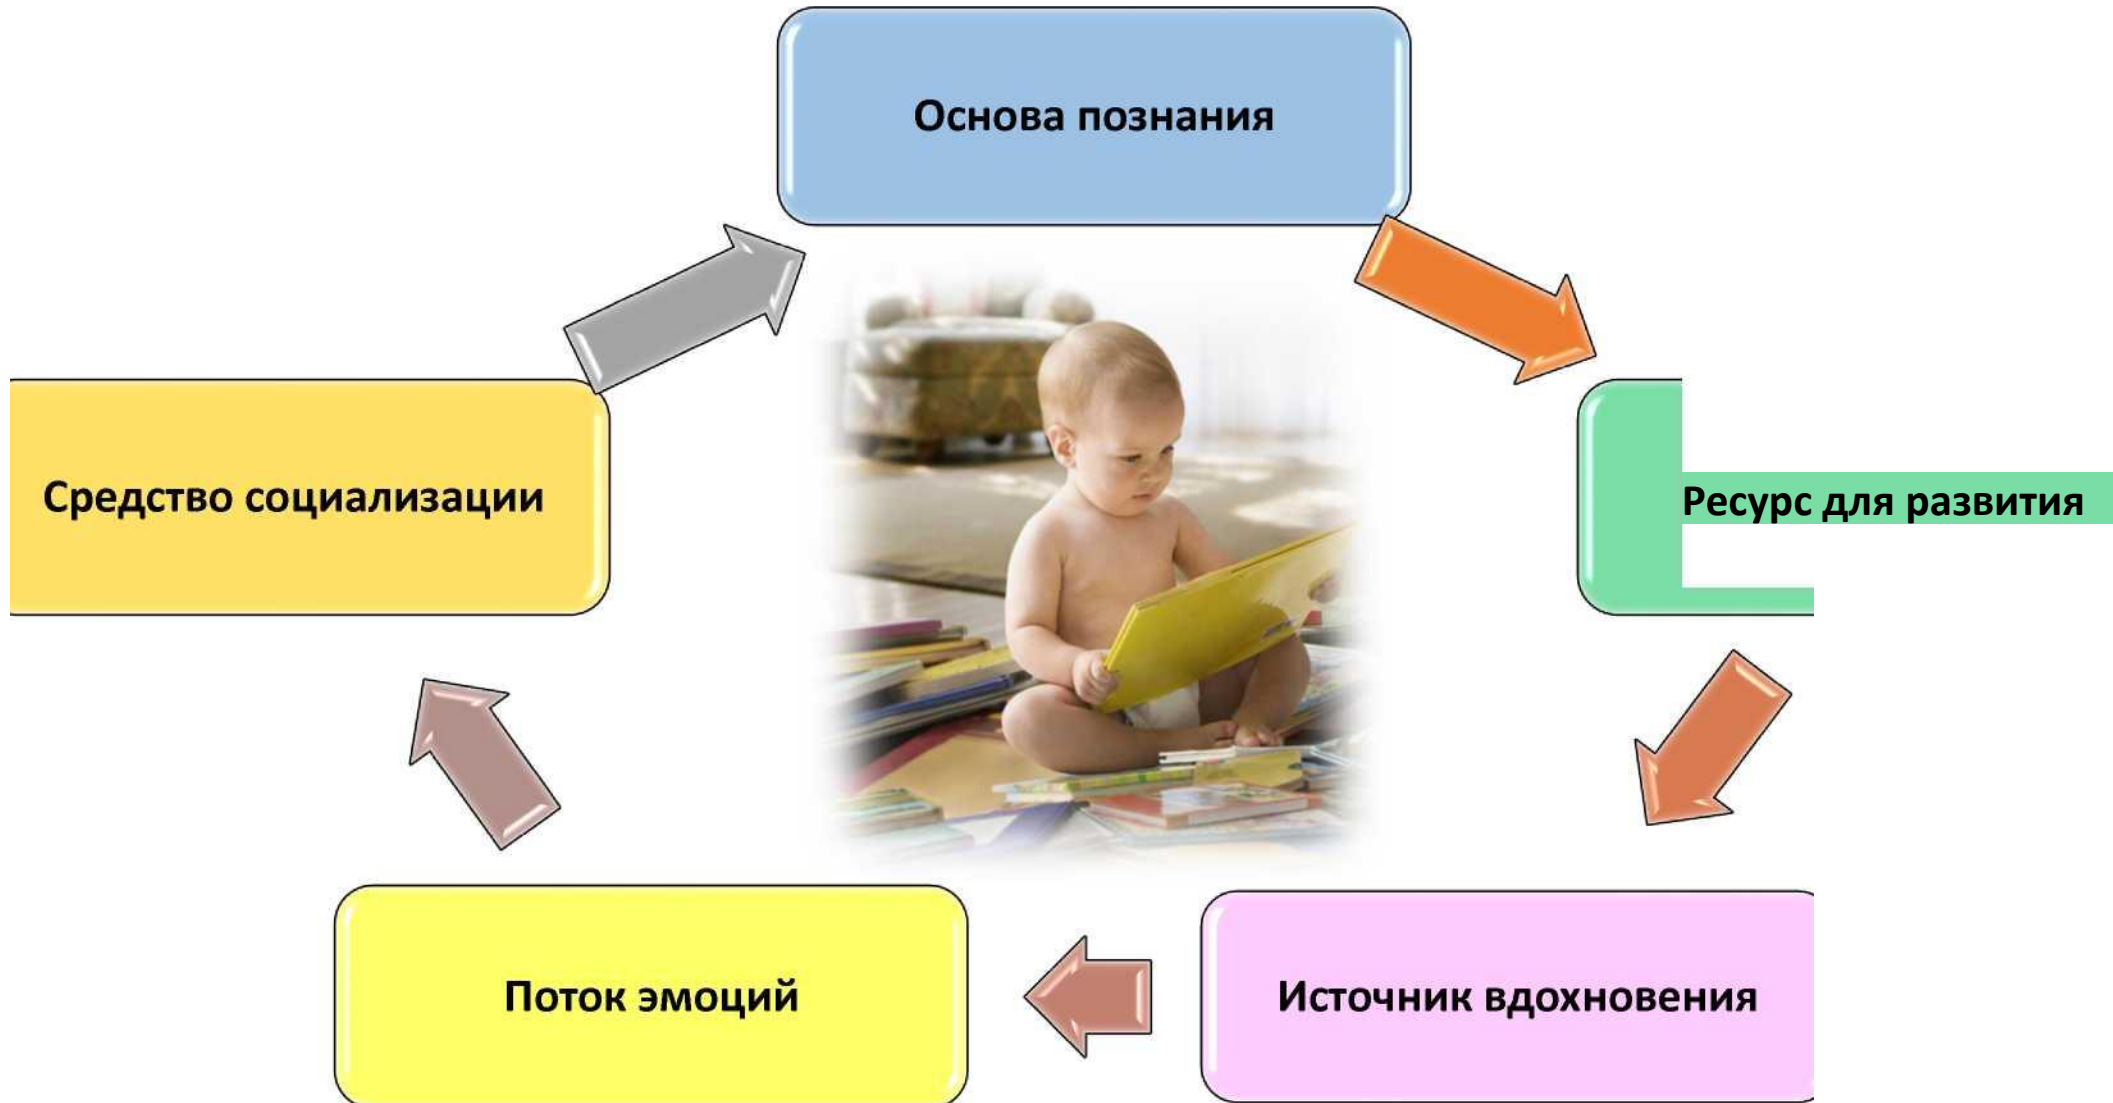 Основа познания
Средство социализации
Ресурс для развития
Поток эмоций
Источник вдохновения